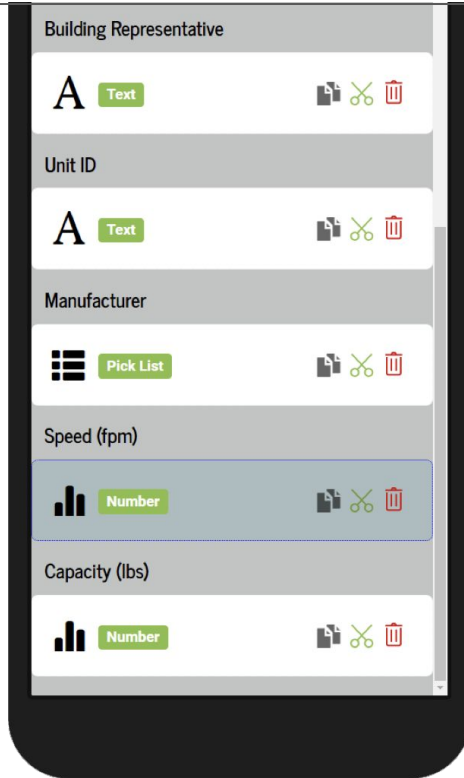 Building Representative
A Text
Unit ID
A Text
Manufacturer
Pick List
Speed (fpm)
Number
Capacity (lbs)
Number